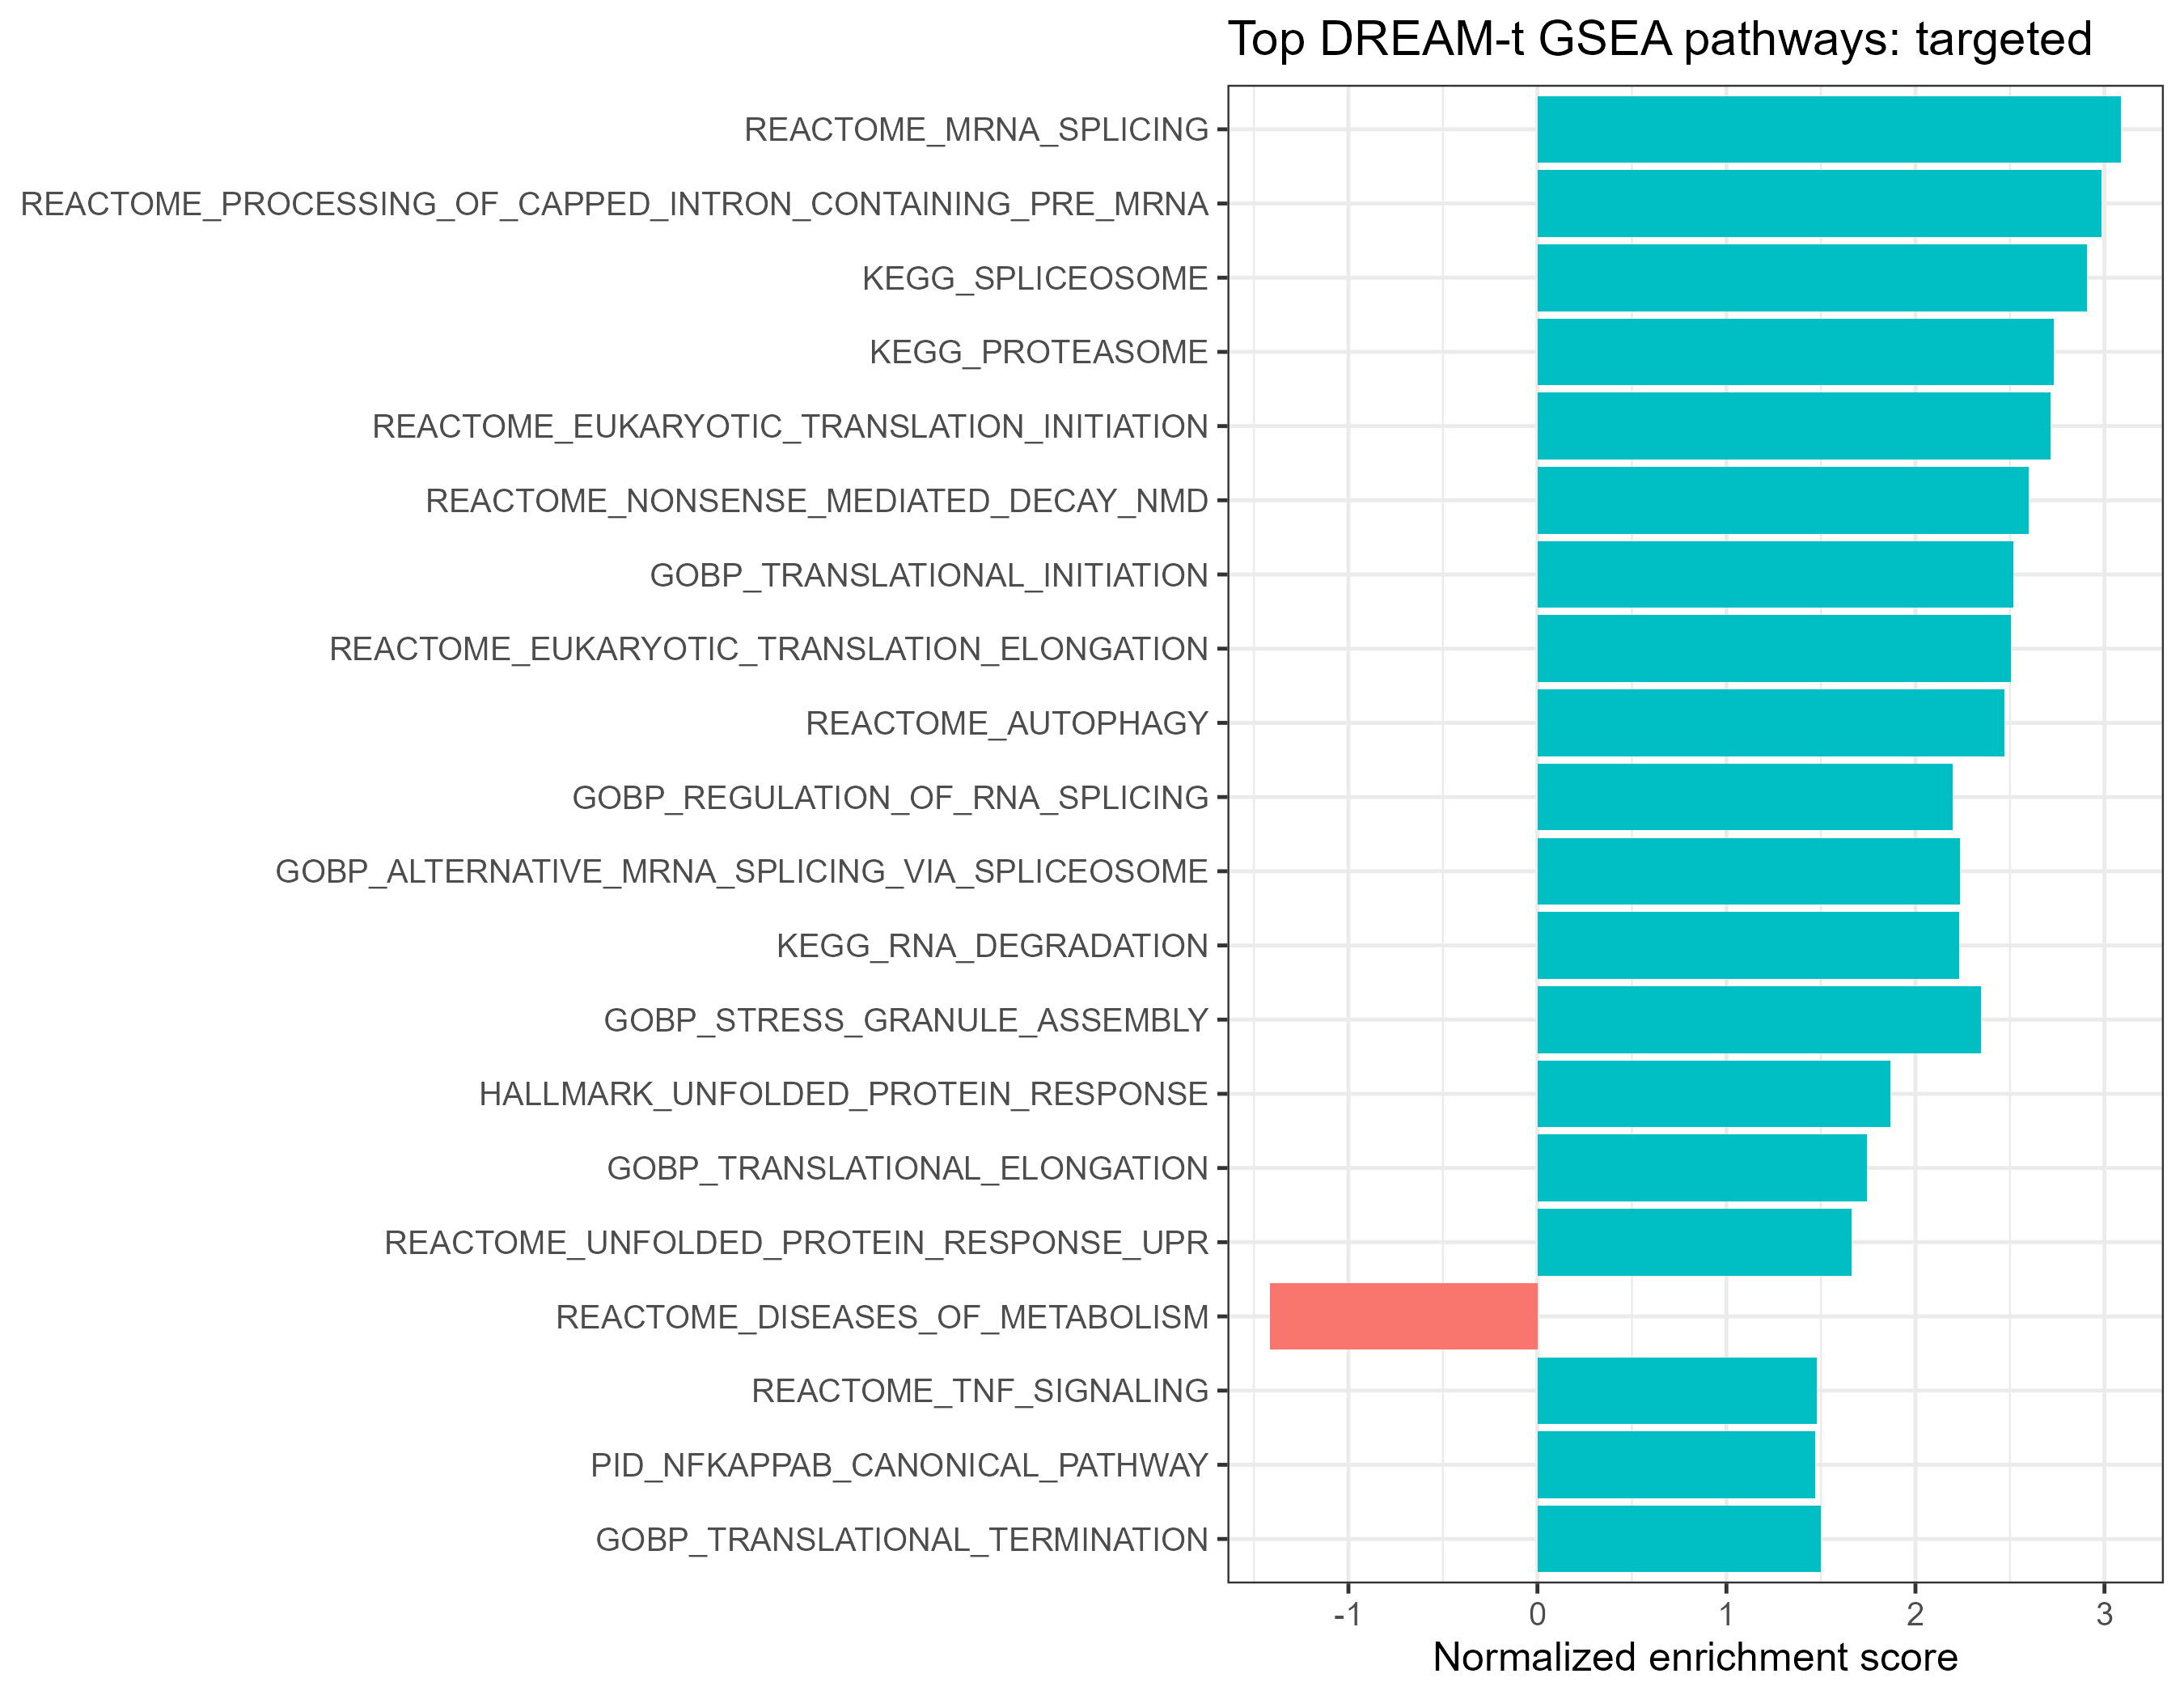 Top DREAM-t GSEA pathways: targeted
REACTOME_MRNA_SPLICING
REACTOME_PROCESSING_OF_CAPPED_INTRON_CONTAINING_PRE_MRNA
KEGG_SPLICEOSOME
KEGG_PROTEASOME
REACTOME_EUKARYOTIC_TRANSLATION_INITIATION
REACTOME_NONSENSE_MEDIATED_DECAY_NMD
GOBP_TRANSLATIONAL_INITIATION
REACTOME_EUKARYOTIC_TRANSLATION_ELONGATION
REACTOME_AUTOPHAGY
GOBP_REGULATION_OF_RNA_SPLICING
GOBP_ALTERNATIVE_MRNA_SPLICING_VIA_SPLICEOSOME
KEGG_RNA_DEGRADATION
GOBP_STRESS_GRANULE_ASSEMBLY
HALLMARK_UNFOLDED_PROTEIN_RESPONSE
GOBP_TRANSLATIONAL_ELONGATION
REACTOME_UNFOLDED_PROTEIN_RESPONSE_UPR
REACTOME_DISEASES_OF_METABOLISM
REACTOME_TNF_SIGNALING
PID_NFKAPPAB_CANONICAL_PATHWAY
GOBP_TRANSLATIONAL_TERMINATION
-1 0 1 2 3
Normalized enrichment score